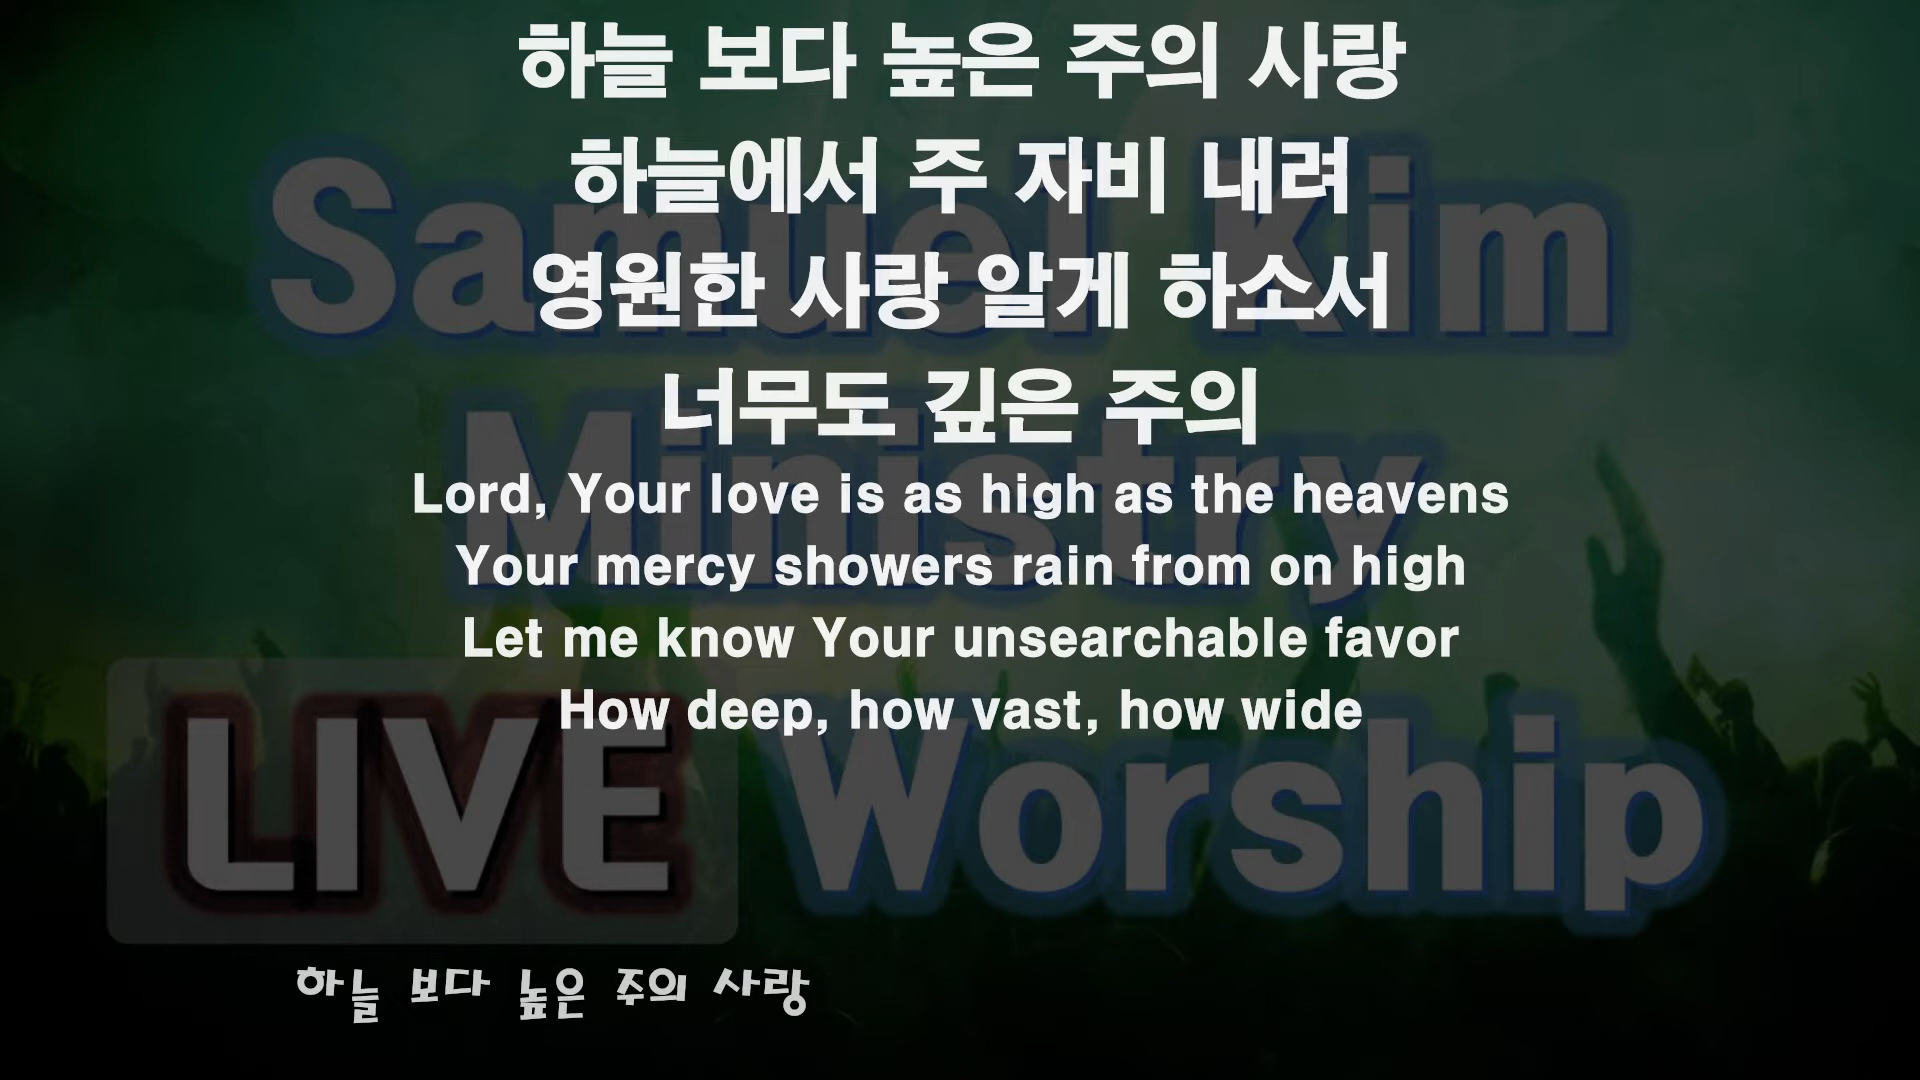 하늘 보다 높은 주의 사랑
하늘에서 주 자비 내려
영원한 사랑 알게 하소서
너무도 깊은 주의
Lord, Your love is as high as the heavens
Your mercy showers rain from on high
Let me know Your unsearchable favor
How deep, how vast, how wide
Samuel Kim
Ministry
LIVE Worship
하늘 보다 높은 주의 사랑